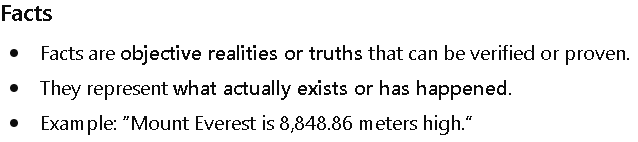 Facts
• Facts are objective realities or truths that can be verified or proven.
• They represent what actually exists or has happened.
• Example: “Mount Everest is 8,848.86 meters high.“